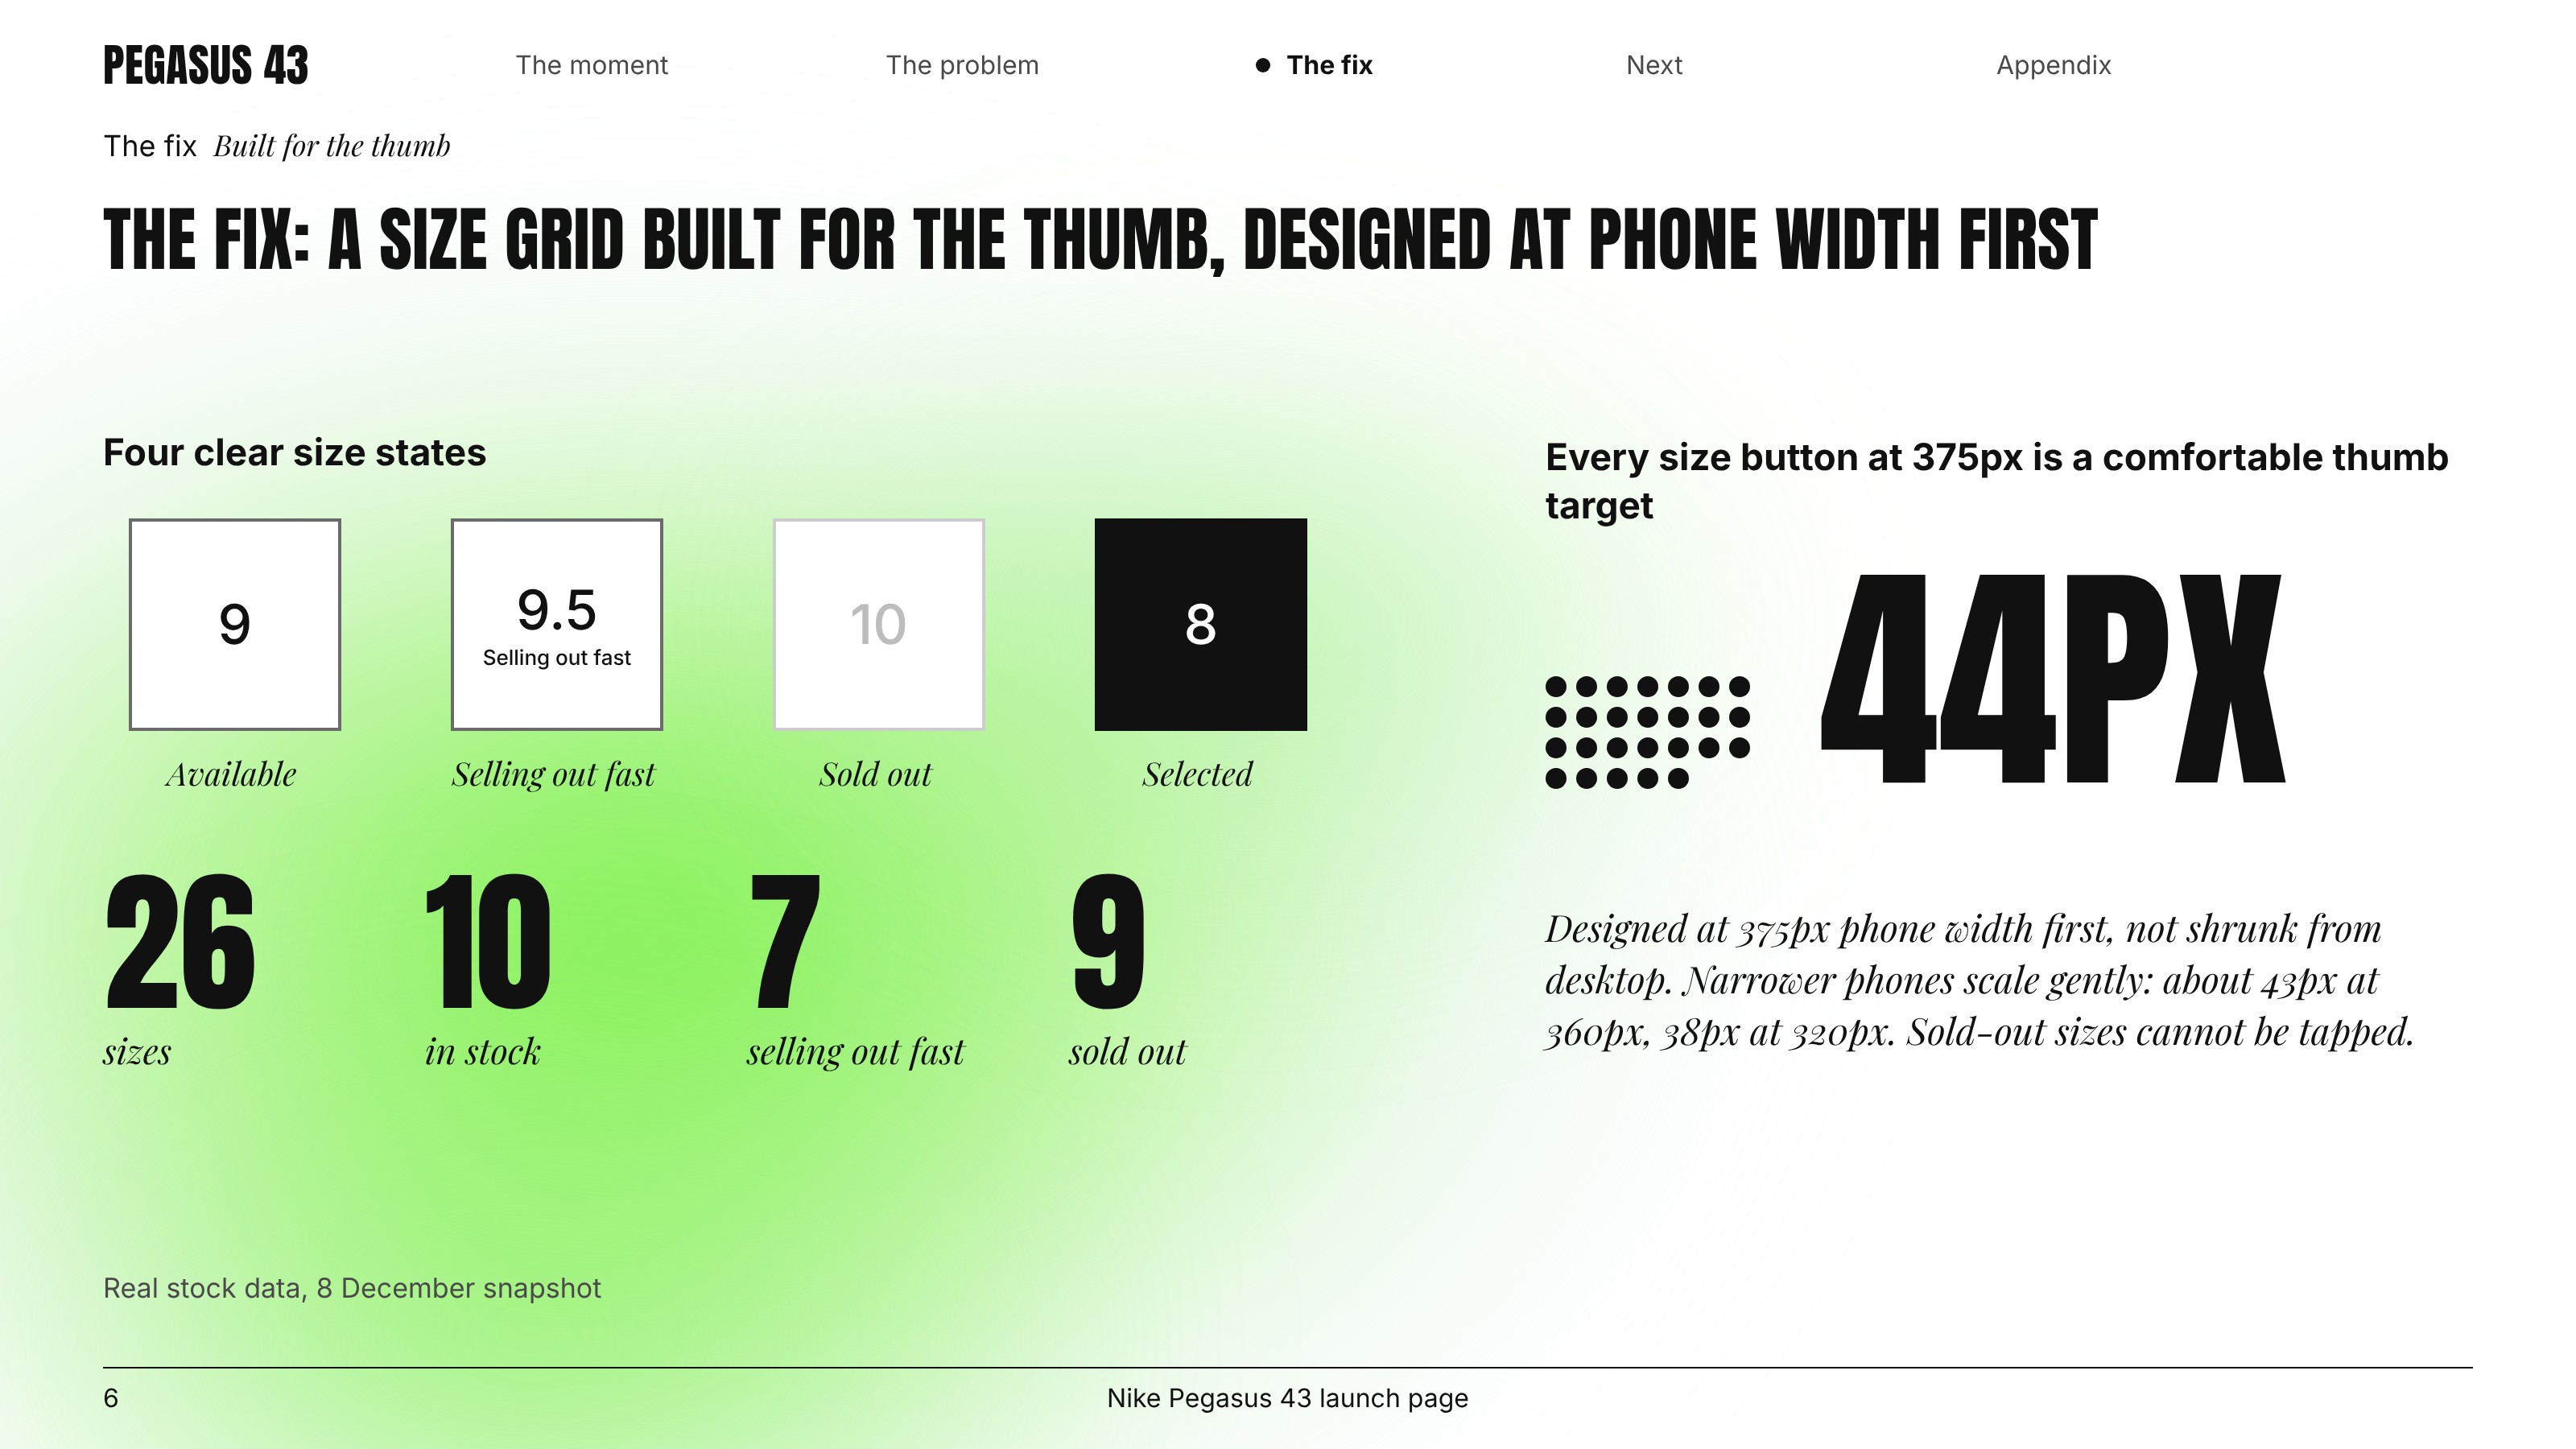 PEGASUS 43
The moment
The problem
The fix
Next
Appendix
The fix Built for the thumb
THE FIX: A SIZE GRID BUILT FOR THE THUMB, DESIGNED AT PHONE WIDTH FIRST
Four clear size states
9
Available
9.5
Selling out fast
Selling out fast
10
Sold out
8
Selected
26
sizes
10
in stock
7
selling out fast
9
sold out
Real stock data, 8 December snapshot
Every size button at 375px is a comfortable thumb
target
44PX
Designed at 375px phone width first, not shrunk from
desktop. Narrower phones scale gently: about 43px at
360px, 38px at 320px. Sold-out sizes cannot be tapped.
6
Nike Pegasus 43 launch page